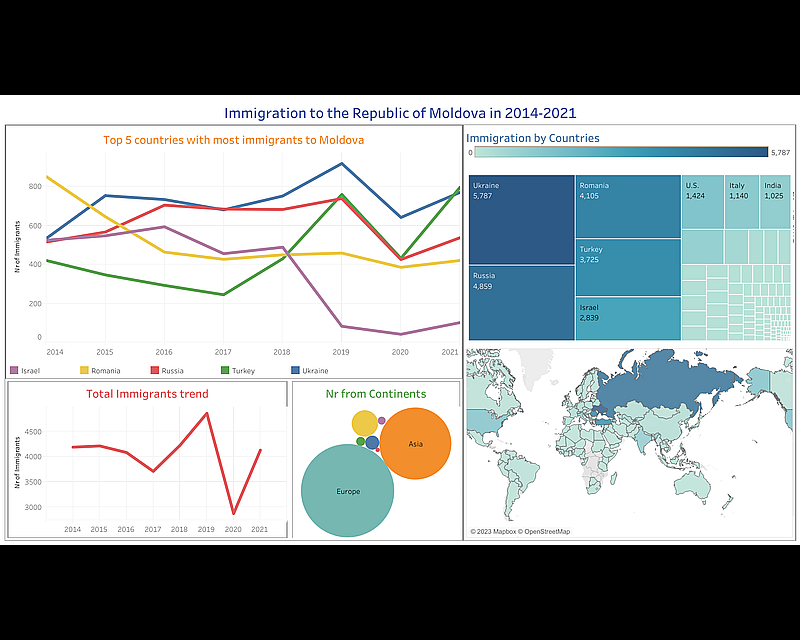 Immigration to the Republic of Moldova in 2014-2021
Top 5 countries with most immigrants to Moldova
Nr of Immigrants
800
600
400
200
0
2014 2015 2016 2017 2018 2019 2020 2021
Israel Romania Russia Turkey Ukraine
Total Immigrants trend
Nr of Immigrants
4500
4000
3500
3000
2014 2015 2016 2017 2018 2019 2020 2021
Nr from Continents
Asia
Europe
Immigration by Countries
0 5,787
Ukraine
5,787
Russia
4,859
Romania
4,105
Turkey
3,725
Israel
2,839
U.S.
1,424
Italy
1,140
India
1,025
© 2023 Mapbox © OpenStreetMap